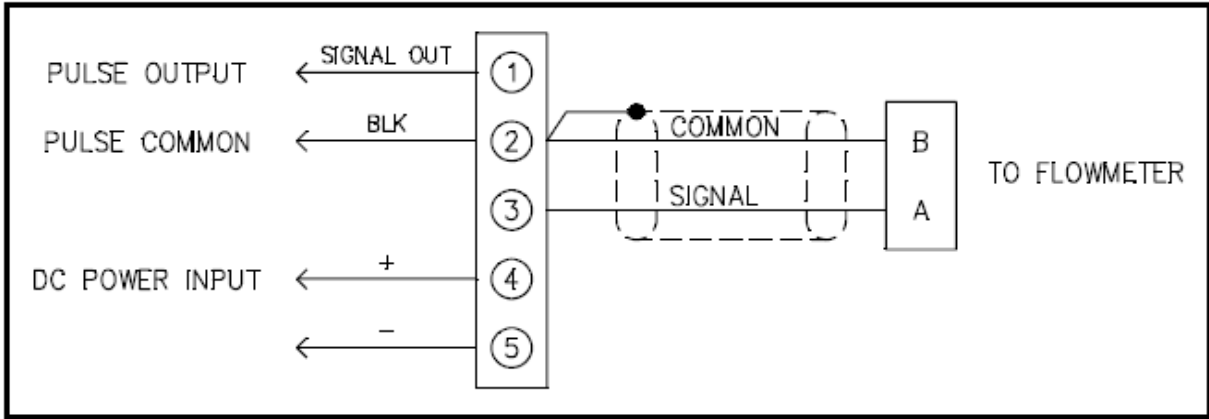 PULSE OUTPUT SIGNAL OUT 1
PULSE COMMON BLK 2 COMMON B
TO FLOWMETER
3 SIGNAL A
DC POWER INPUT + 4
- 5